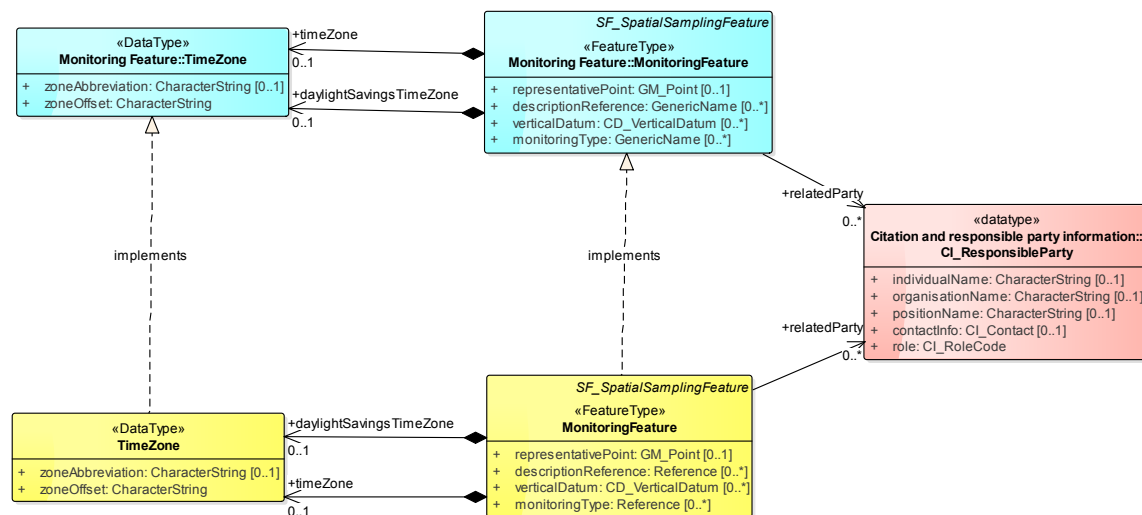 «DataType»
Monitoring Feature::TimeZone
+ zoneAbbreviation: CharacterString [0..1]
+ zoneOffset: CharacterString
+timeZone
0..1
+daylightSavingsTimeZone
0..1
SF_SpatialSamplingFeature
«FeatureType»
Monitoring Feature::MonitoringFeature
+ representativePoint: GM_Point [0..1]
+ descriptionReference: GenericName [0..*]
+ verticalDatum: CD_VerticalDatum [0..*]
+ monitoringType: GenericName [0..*]
+relatedParty
0..*
«datatype»
Citation and responsible party information::
CI_ResponsibleParty
+ individualName: CharacterString [0..1]
+ organisationName: CharacterString [0..1]
+ positionName: CharacterString [0..1]
+ contactInfo: CI_Contact [0..1]
+ role: CI_RoleCode
implements
implements
+relatedParty
0..*
«DataType»
TimeZone
+ zoneAbbreviation: CharacterString [0..1]
+ zoneOffset: CharacterString
+daylightSavingsTimeZone
0..1
+timeZone
0..1
SF_SpatialSamplingFeature
«FeatureType»
MonitoringFeature
+ representativePoint: GM_Point [0..1]
+ descriptionReference: Reference [0..*]
+ verticalDatum: CD_VerticalDatum [0..*]
+ monitoringType: Reference [0..*]